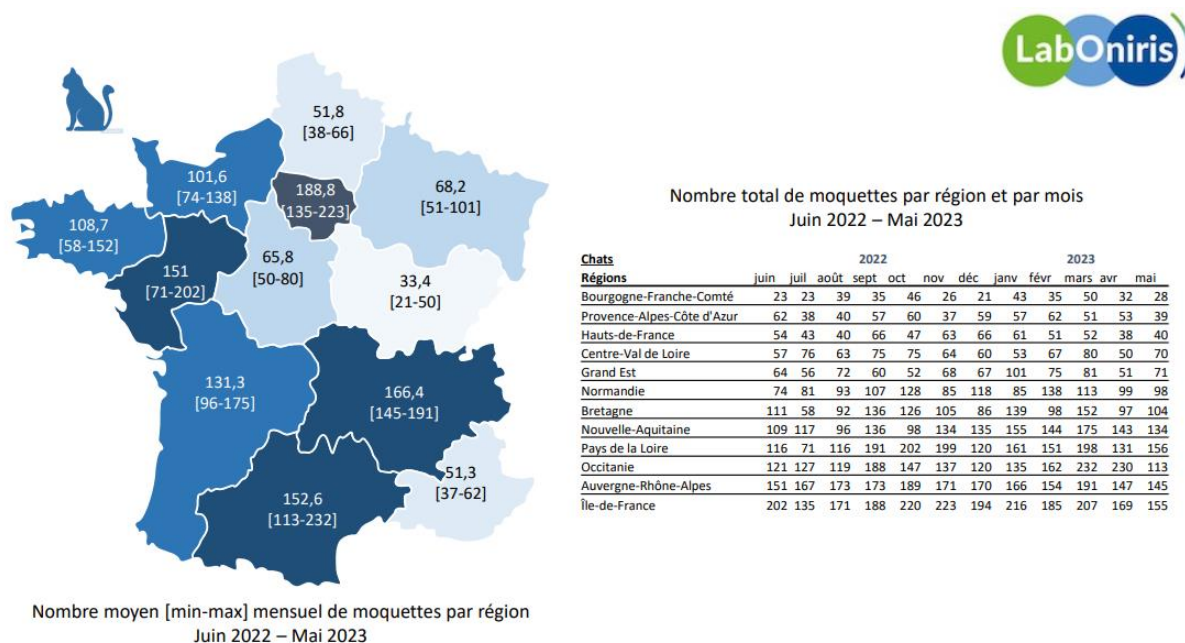 LabOniris
51,8
[38-66]
101,6
[74-138]
188,8
[135-223]
68,2
[51-101]
108,7
[58-152]
151
[71-202]
65,8
[50-80]
33,4
[21-50]
131,3
[96-175]
166,4
[145-191]
152,6
[113-232]
51,3
[37-62]
Nombre moyen [min-max] mensuel de moquettes par région
Juin 2022 – Mai 2023
Nombre total de moquettes par région et par mois
Juin 2022 – Mai 2023
Chats 2022 2023
Régions juin juil août sept oct nov déc janv févr mars avr mai
Bourgogne-Franche-Comté 23 23 39 35 46 26 21 43 35 50 32 28
Provence-Alpes-Côte d'Azur 62 38 40 57 60 37 59 57 62 51 53 39
Hauts-de-France 54 43 40 66 47 63 66 61 51 52 38 40
Centre-Val de Loire 57 76 63 75 75 64 60 53 67 80 50 70
Grand Est 64 56 72 60 52 68 67 101 75 81 51 71
Normandie 74 81 93 107 128 85 118 85 138 113 99 98
Bretagne 111 58 92 136 126 105 86 139 98 152 97 104
Nouvelle-Aquitaine 109 117 96 136 98 134 135 155 144 175 143 134
Pays de la Loire 116 71 116 191 202 199 120 161 151 198 131 156
Occitanie 121 127 119 188 147 137 120 135 162 232 230 113
Auvergne-Rhône-Alpes 151 167 173 173 189 171 170 166 154 191 147 145
Île-de-France 202 135 171 188 220 223 194 216 185 207 169 155